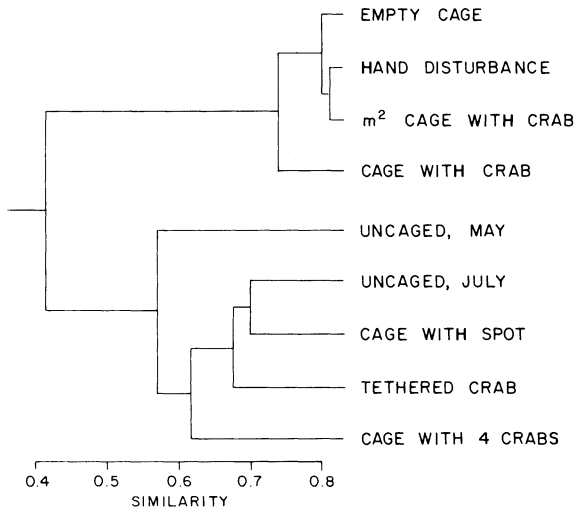 EMPTY CAGE
HAND DISTURBANCE
m² CAGE WITH CRAB
CAGE WITH CRAB
UNCAGED, MAY
UNCAGED, JULY
CAGE WITH SPOT
TETHERED CRAB
CAGE WITH 4 CRABS
0.4 0.5 0.6 0.7 0.8
SIMILARITY